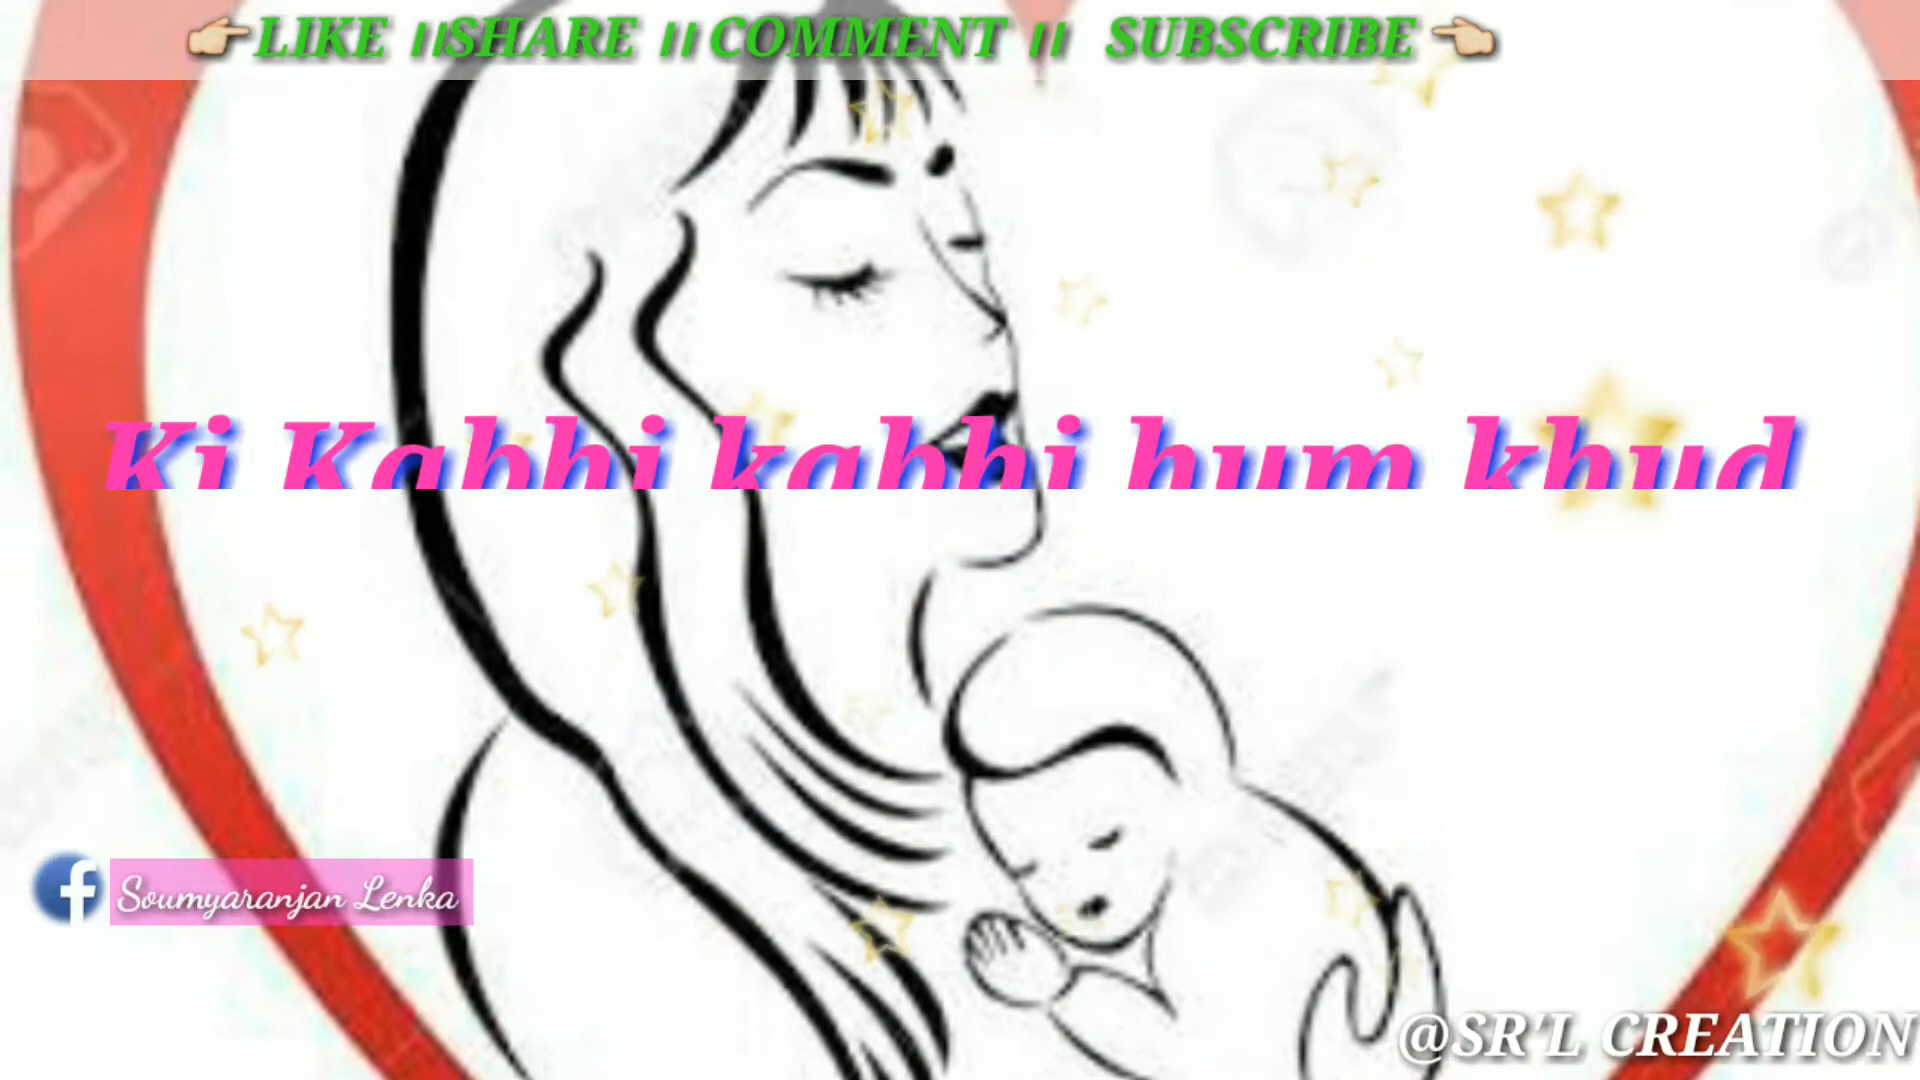 LIKE ॥SHARE ॥ COMMENT ॥ SUBSCRIBE
Ki Kabhi kabhi hum khud
f Soumyaranjan Lenka
@SR'L CREATION